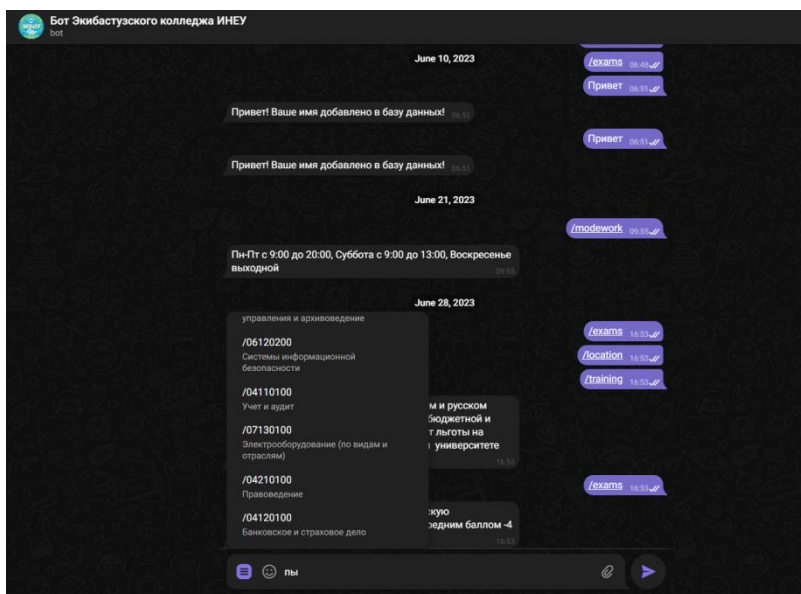 Бот Экибастузского колледжа ИНЕУ
bot
June 10, 2023
/exams 06:48
Привет 06:51
Привет! Ваше имя добавлено в базу данных! 06:51
Привет 06:51
Привет! Ваше имя добавлено в базу данных! 06:51
June 21, 2023
/modework 09:55
Пн-Пт с 9:00 до 20:00, Суббота с 9:00 до 13:00, Воскресенье
выходной 09:55
June 28, 2023
/exams 16:53
/location 16:53
/training 16:53
управления и архивоведение
/06120200
Системы информационной
безопасности
/04110100
Учет и аудит
/07130100
Электрооборудование (по видам и
отраслям)
/04210100
Правоведение
/04120100
Банковское и страховое дело
м и русском
бюджетной и
т льготы на
университете
16:53
/exams 16:53
скую
редним баллом -4
16:53
пы